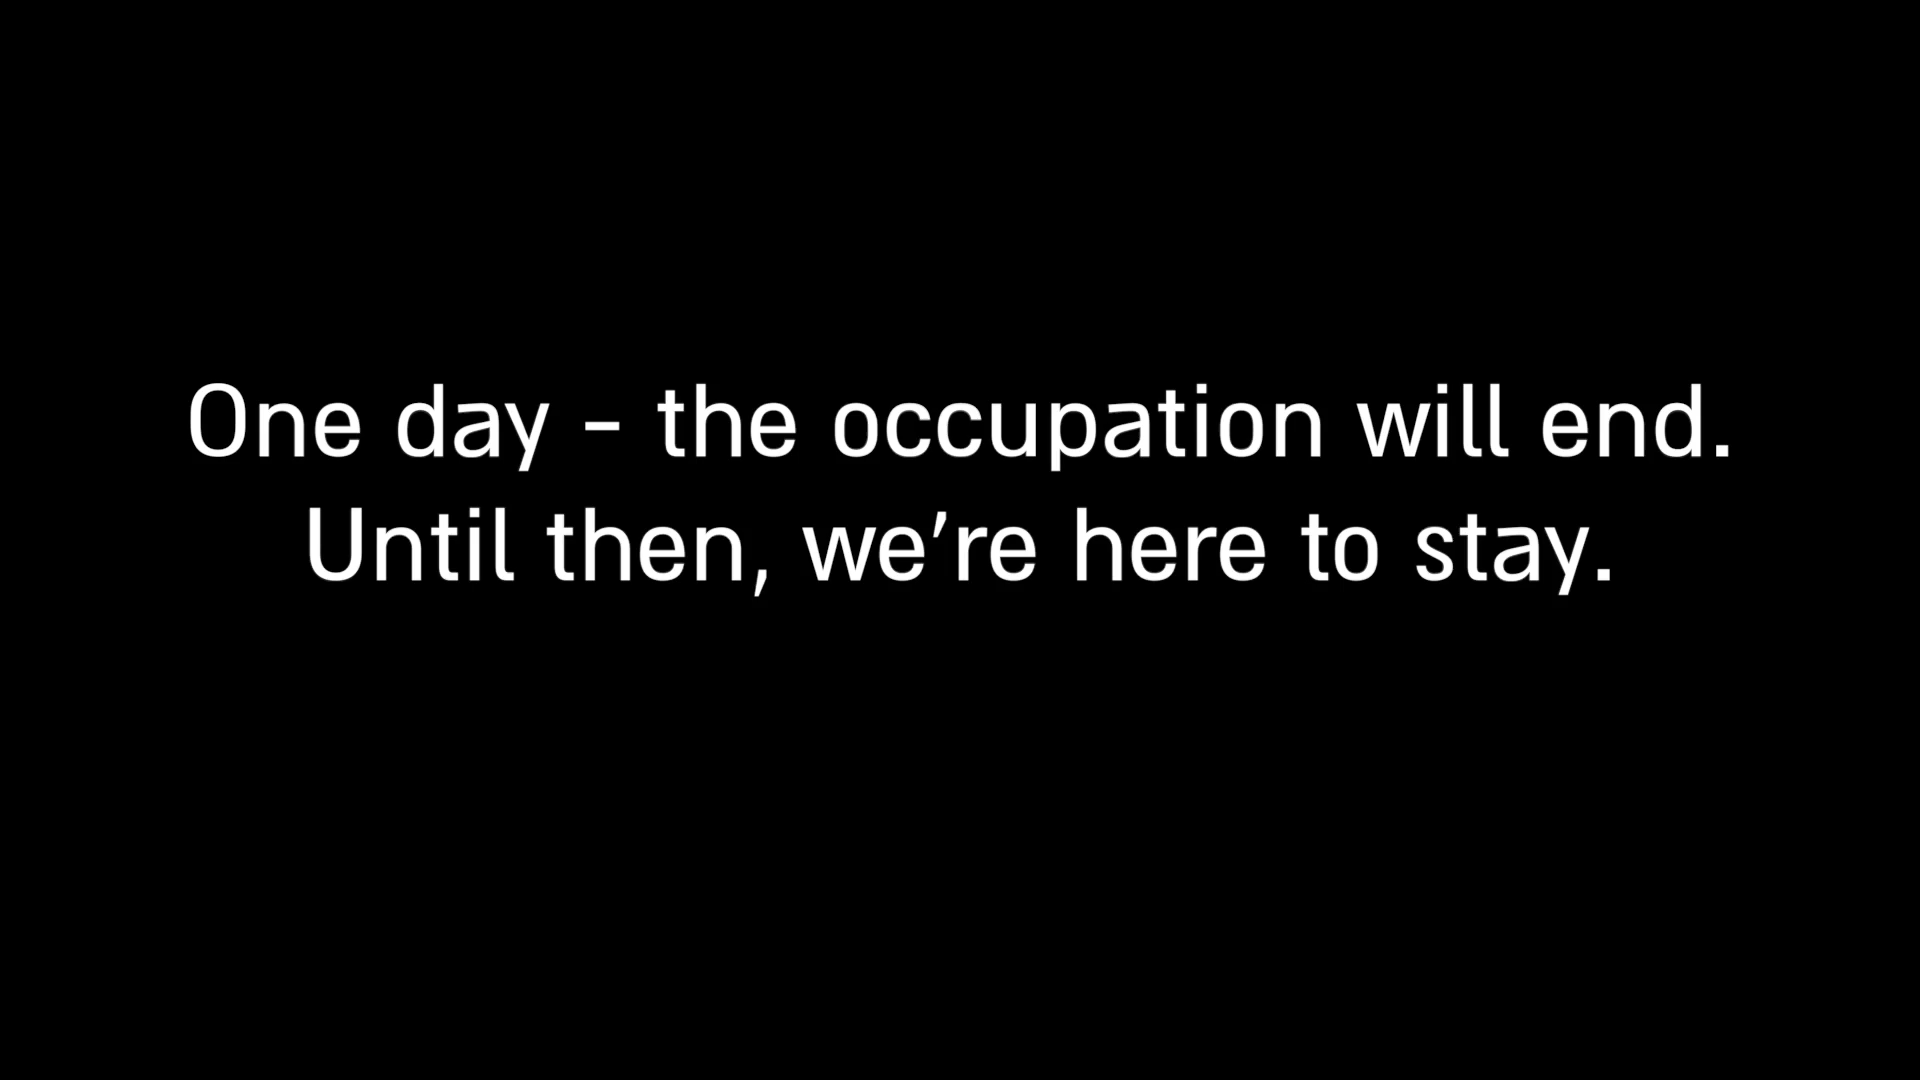 One day - the occupation will end.
Until then, we’re here to stay.